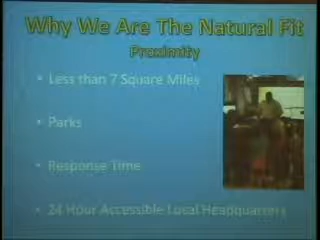 Why We Are The Natural Fit
Proximity
• Less than 7 Square Miles
• Parks
• Response Time
• 24 Hour Accessible Local Headquarters